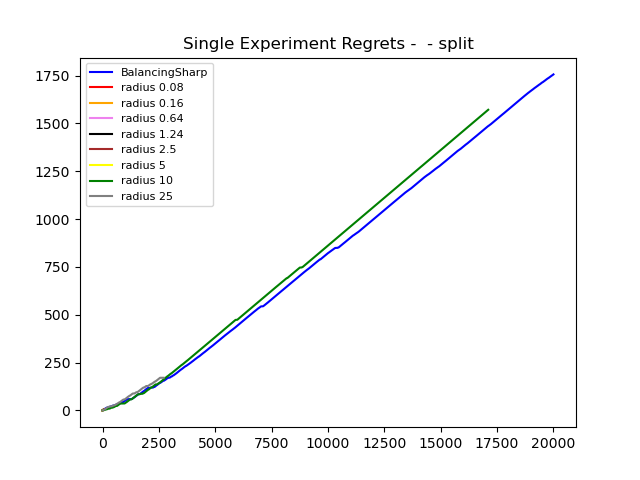 Single Experiment Regrets -  - split
BalancingSharp
radius 0.08
radius 0.16
radius 0.64
radius 1.24
radius 2.5
radius 5
radius 10
radius 25
1750
1500
1250
1000
750
500
250
0
0 2500 5000 7500 10000 12500 15000 17500 20000